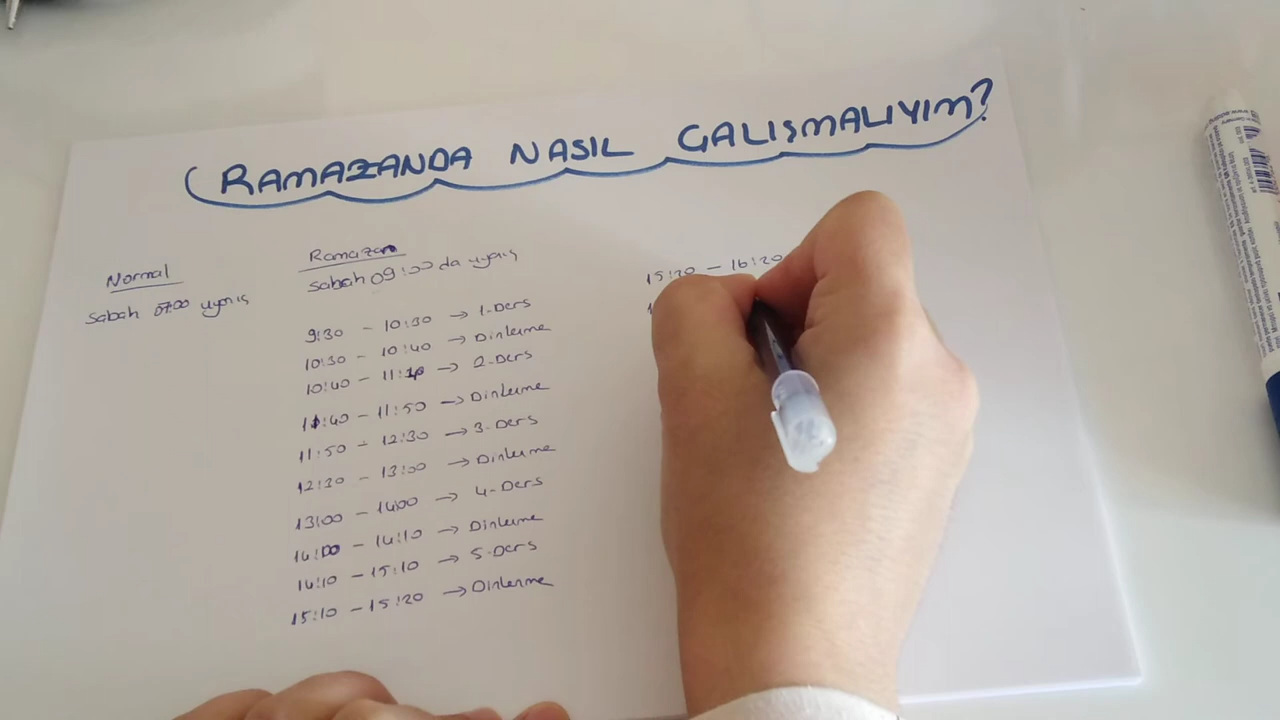 RAMAZANDA NASIL ÇALIŞMALIYIM?
Normal
Sabah 07:00 uyanış
Ramazan
Sabah 09:00 da uyanış
9:30 - 10:30 → 1.Ders
10:30 - 10:40 → Dinlenme
10:40 - → 2.Ders
11:40 - 11:50 → Dinlenme
11:50 - 12:30 → 3.Ders
12:30 - 13:00 → Dinlenme
13:00 - 14:00 → 4.Ders
14:00 - 14:10 → Dinlenme
14:10 - 15:10 → 5.Ders
15:10 - 15:20 → Dinlenme
15:20 - 16:20